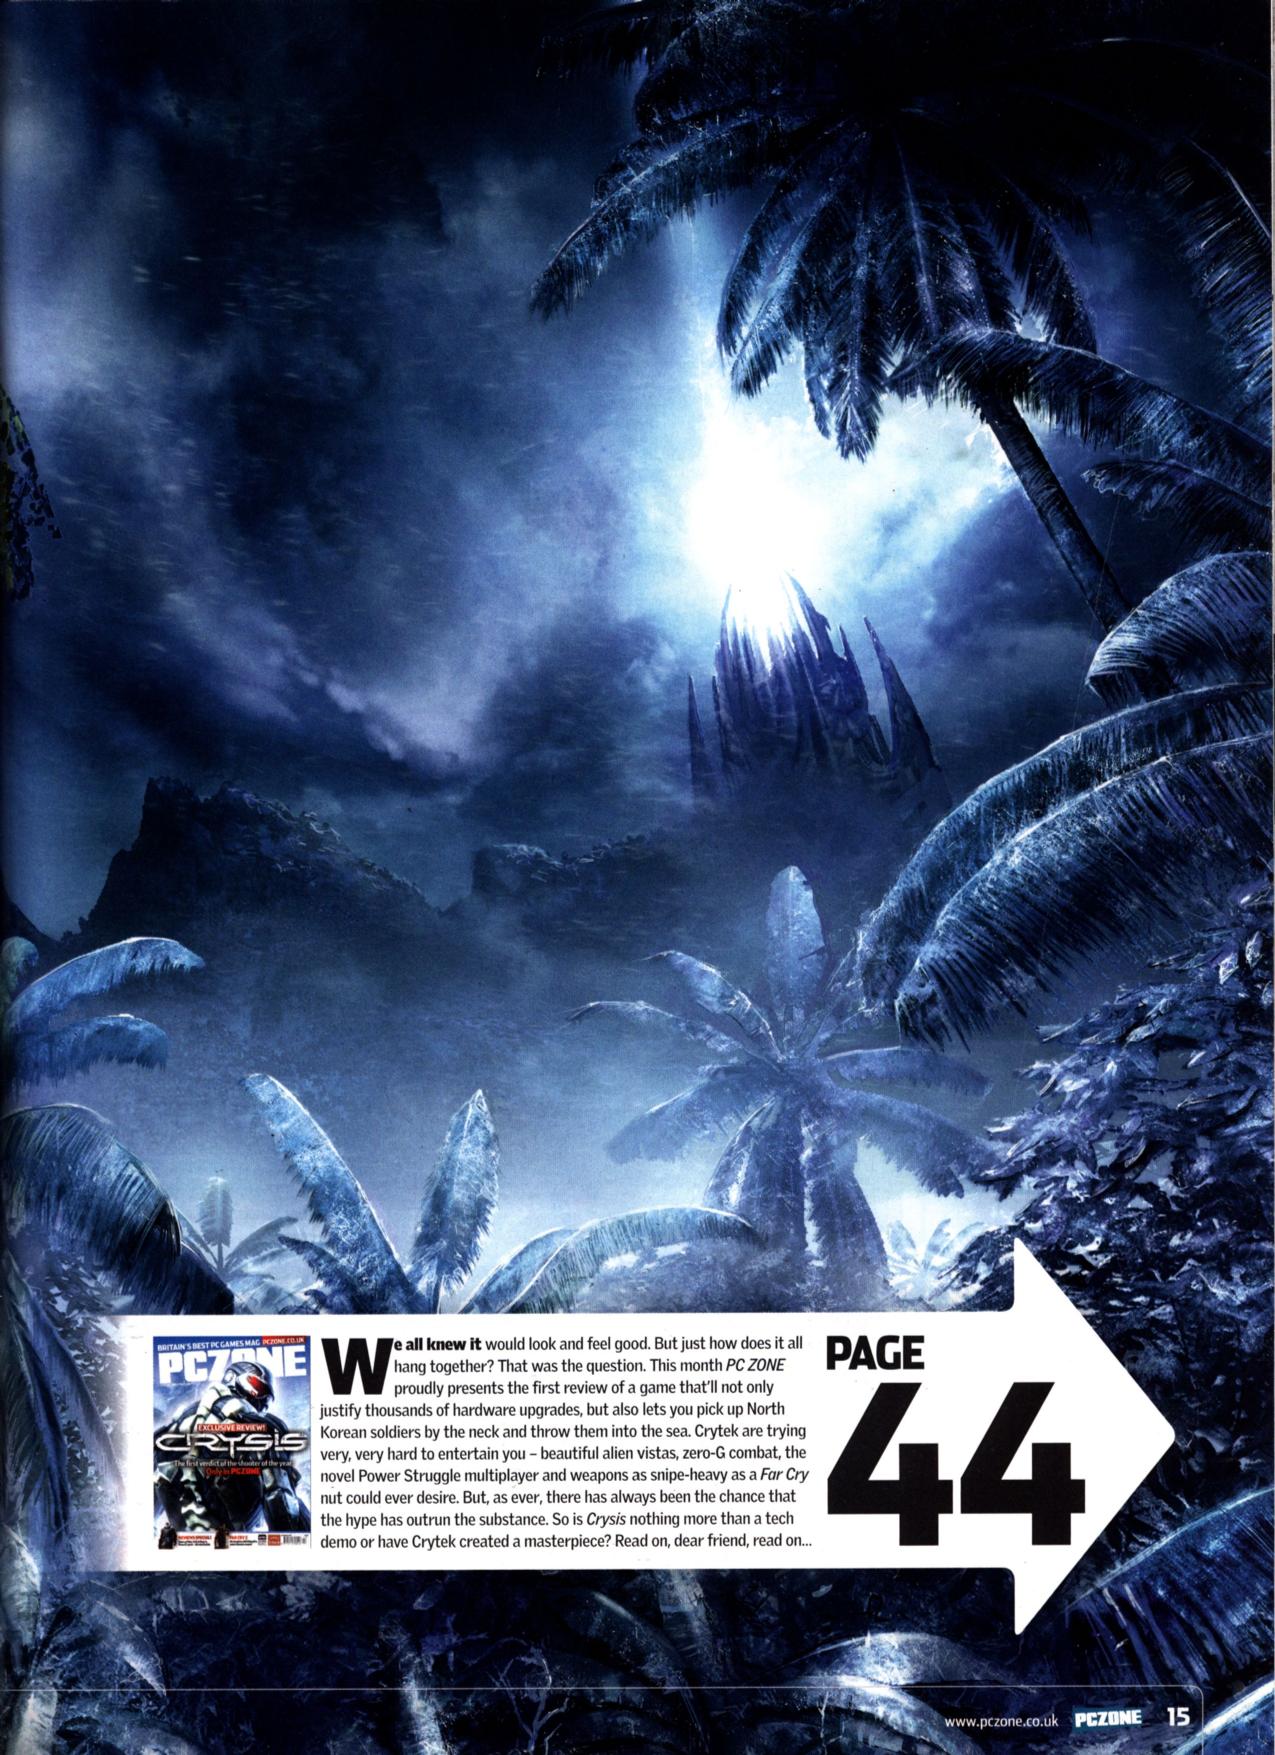 BRITAIN'S BEST PC GAMES MAG PCZONE.CO.UK
PCZONE
EXCLUSIVE REVIEW!
CRYSIS
The first verdict of the shooter of the year
Only in PCZONE
We all knew it would look and feel good. But just how does it all
hang together? That was the question. This month PC ZONE
proudly presents the first review of a game that'll not only
justify thousands of hardware upgrades, but also lets you pick up North
Korean soldiers by the neck and throw them into the sea. Crytek are trying
very, very hard to entertain you – beautiful alien vistas, zero-G combat, the
novel Power Struggle multiplayer and weapons as snipe-heavy as a Far Cry
nut could ever desire. But, as ever, there has always been the chance that
the hype has outrun the substance. So is Crysis nothing more than a tech
demo or have Crytek created a masterpiece? Read on, dear friend, read on...
PAGE
44
www.pczone.co.uk PCZONE 15